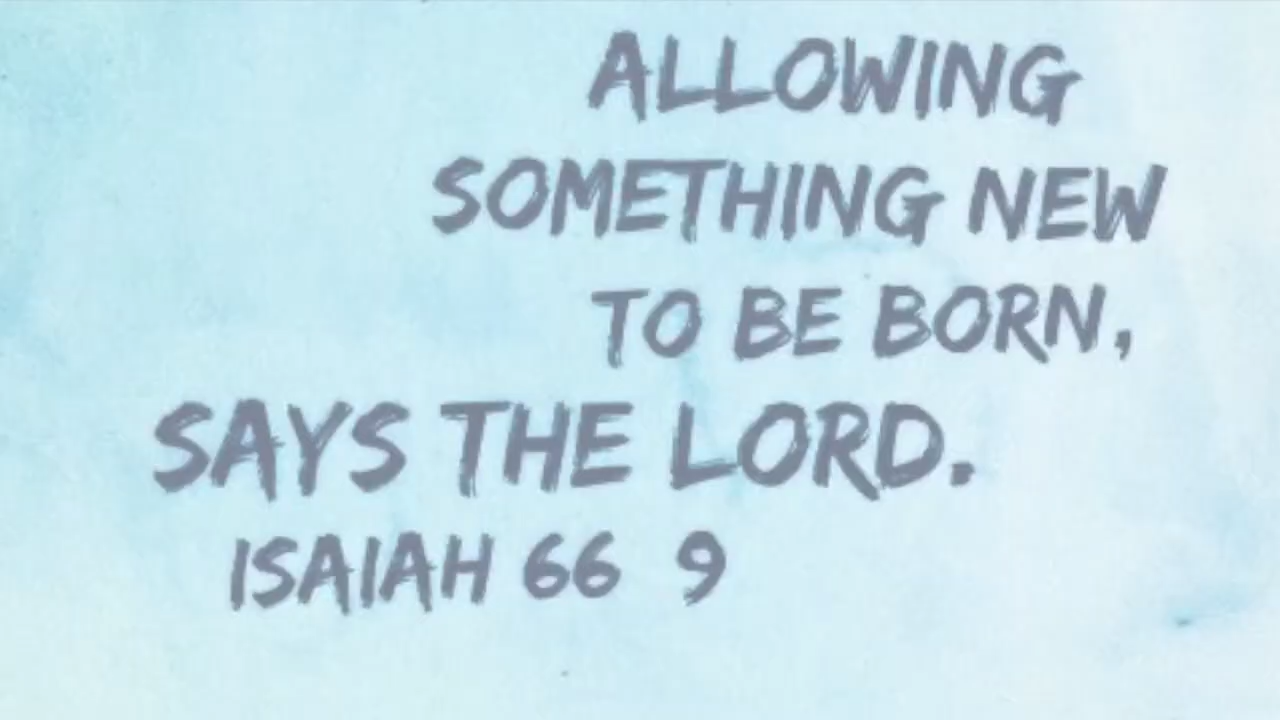 ALLOWING
SOMETHING NEW
TO BE BORN,
SAYS THE LORD.
ISAIAH 66 9